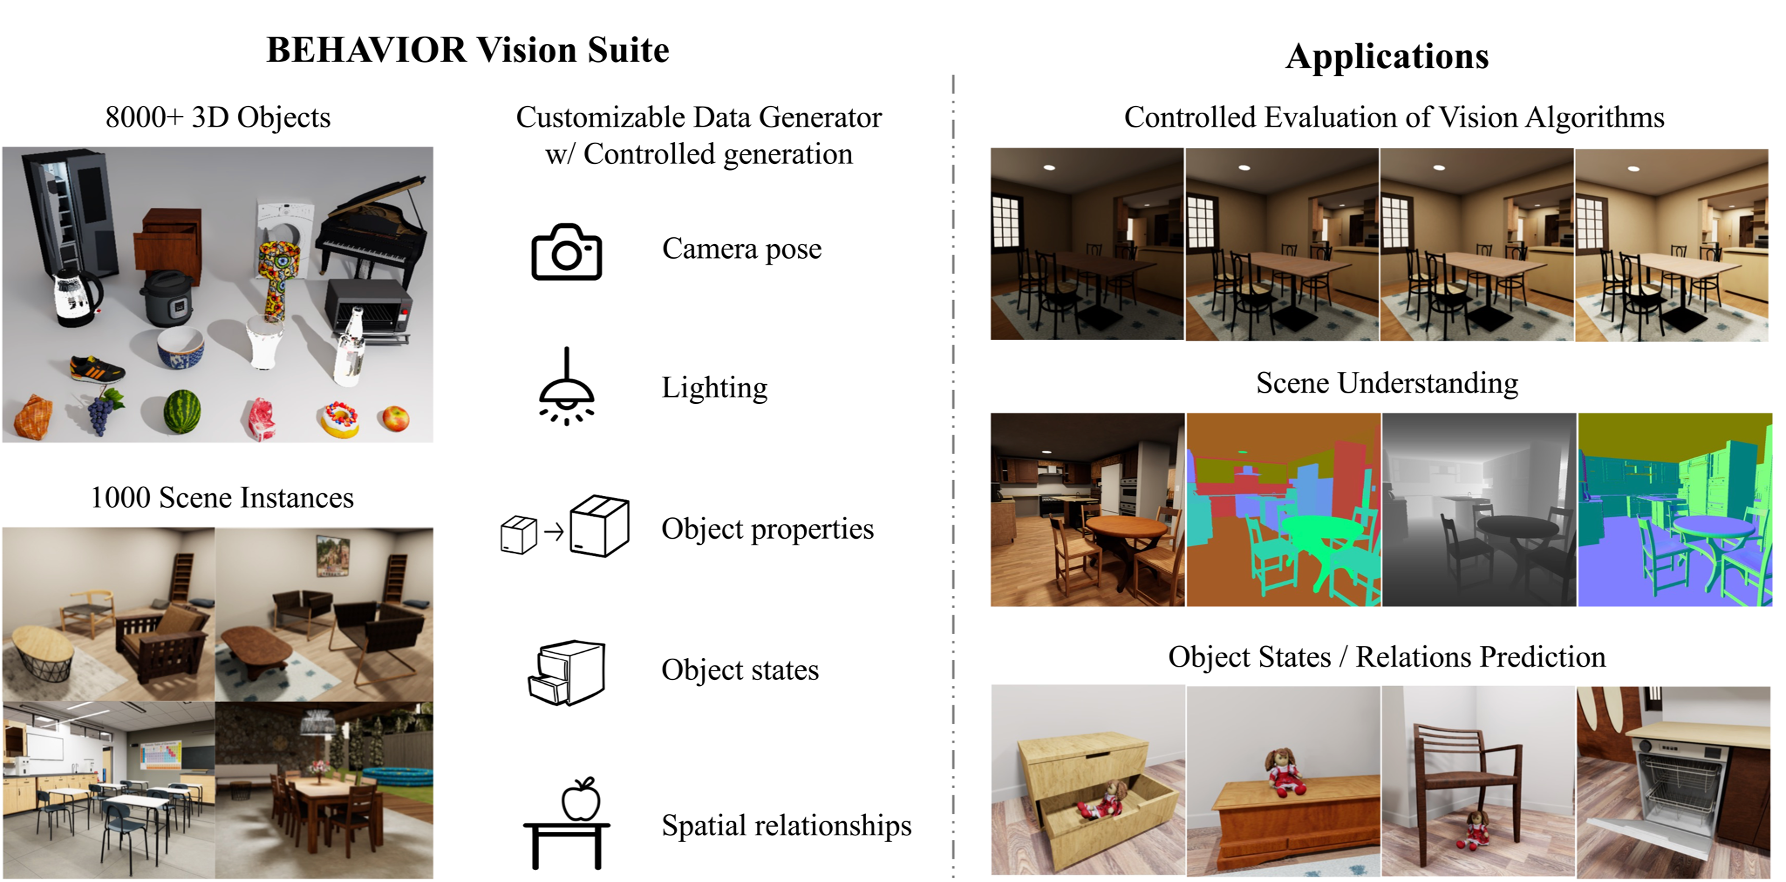 BEHAVIOR Vision Suite
8000+ 3D Objects
1000 Scene Instances
Customizable Data Generator
w/ Controlled generation
Camera pose
Lighting
Object properties
Object states
Spatial relationships
Applications
Controlled Evaluation of Vision Algorithms
Scene Understanding
Object States / Relations Prediction